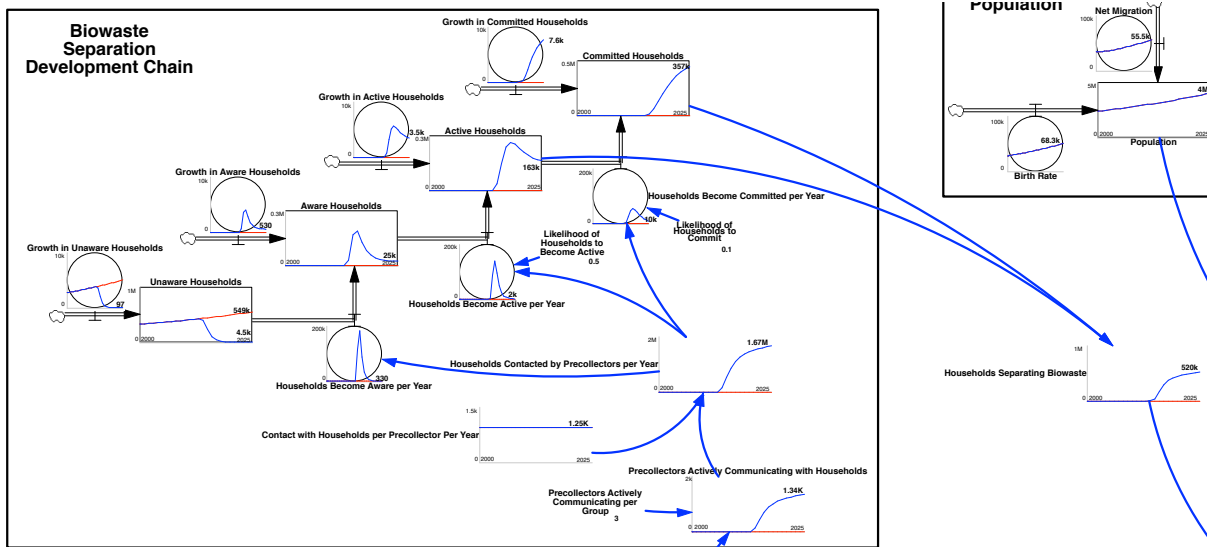 Biowaste
Separation
Development Chain
Growth in Committed Households
10k
0
7.6k
Committed Households
0.5M
357k
0
2000
2025
Growth in Active Households
10k
0
3.5k
Active Households
0.3M
163k
0
2000
2025
Growth in Aware Households
10k
0
530
Aware Households
0.3M
25k
0
2000
2025
Growth in Unaware Households
10k
0
97
Unaware Households
1M
549k
4.5k
0
2000
2025
200k
0
10k
Households Become Committed per Year
Likelihood of
Households to
Commit
0.1
Likelihood of
Households to
Become Active
0.5
200k
0
2k
Households Become Active per Year
200k
0
330
Households Become Aware per Year
Households Contacted by Precollectors per Year
2M
1.67M
0
2000
2025
Contact with Households per Precollector Per Year
1.5k
1.25K
0
2000
2025
Precollectors Actively Communicating with Households
2k
1.34K
0
2000
2025
Precollectors Actively
Communicating per
Group
3
Population
Net Migration
100k
0
55.5k
5M
4M
0
2000
2025
Population
100k
0
68.3k
Birth Rate
Households Separating Biowaste
1M
520k
0
2000
2025